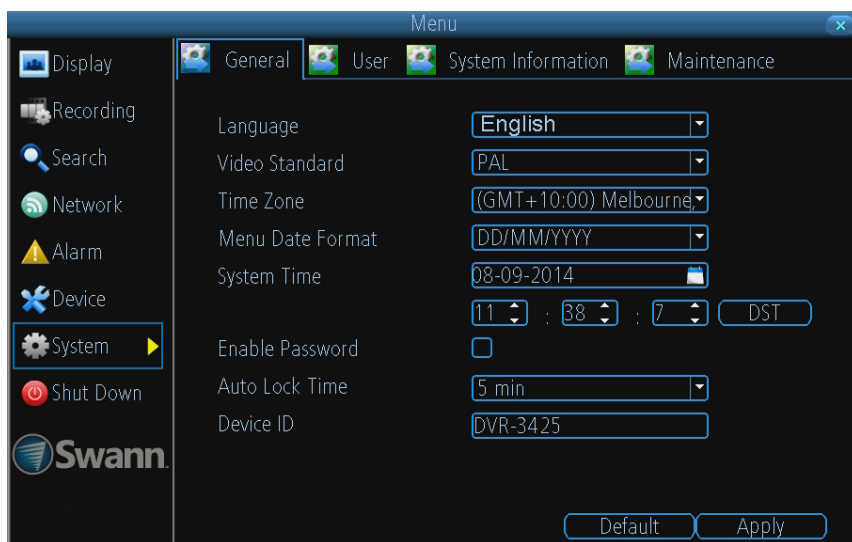 Menu
Display
Recording
Search
Network
Alarm
Device
System
Shut Down
Swann.
General User System Information Maintenance
Language English
Video Standard PAL
Time Zone (GMT+10:00) Melbourne,
Menu Date Format DD/MM/YYYY
System Time 08-09-2014
11 : 38 : 7 DST
Enable Password
Auto Lock Time 5 min
Device ID DVR-3425
Default Apply